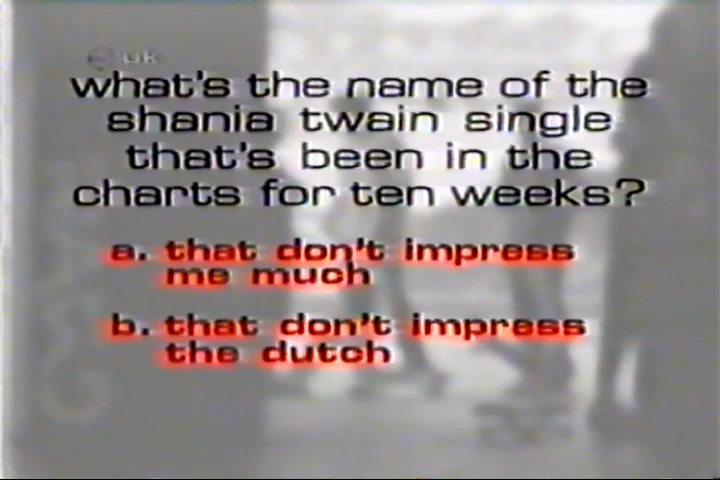 uk
what's the name of the
shania twain single
that's been in the
charts for ten weeks?
a. that don't impress
me much
b. that don't impress
the dutch